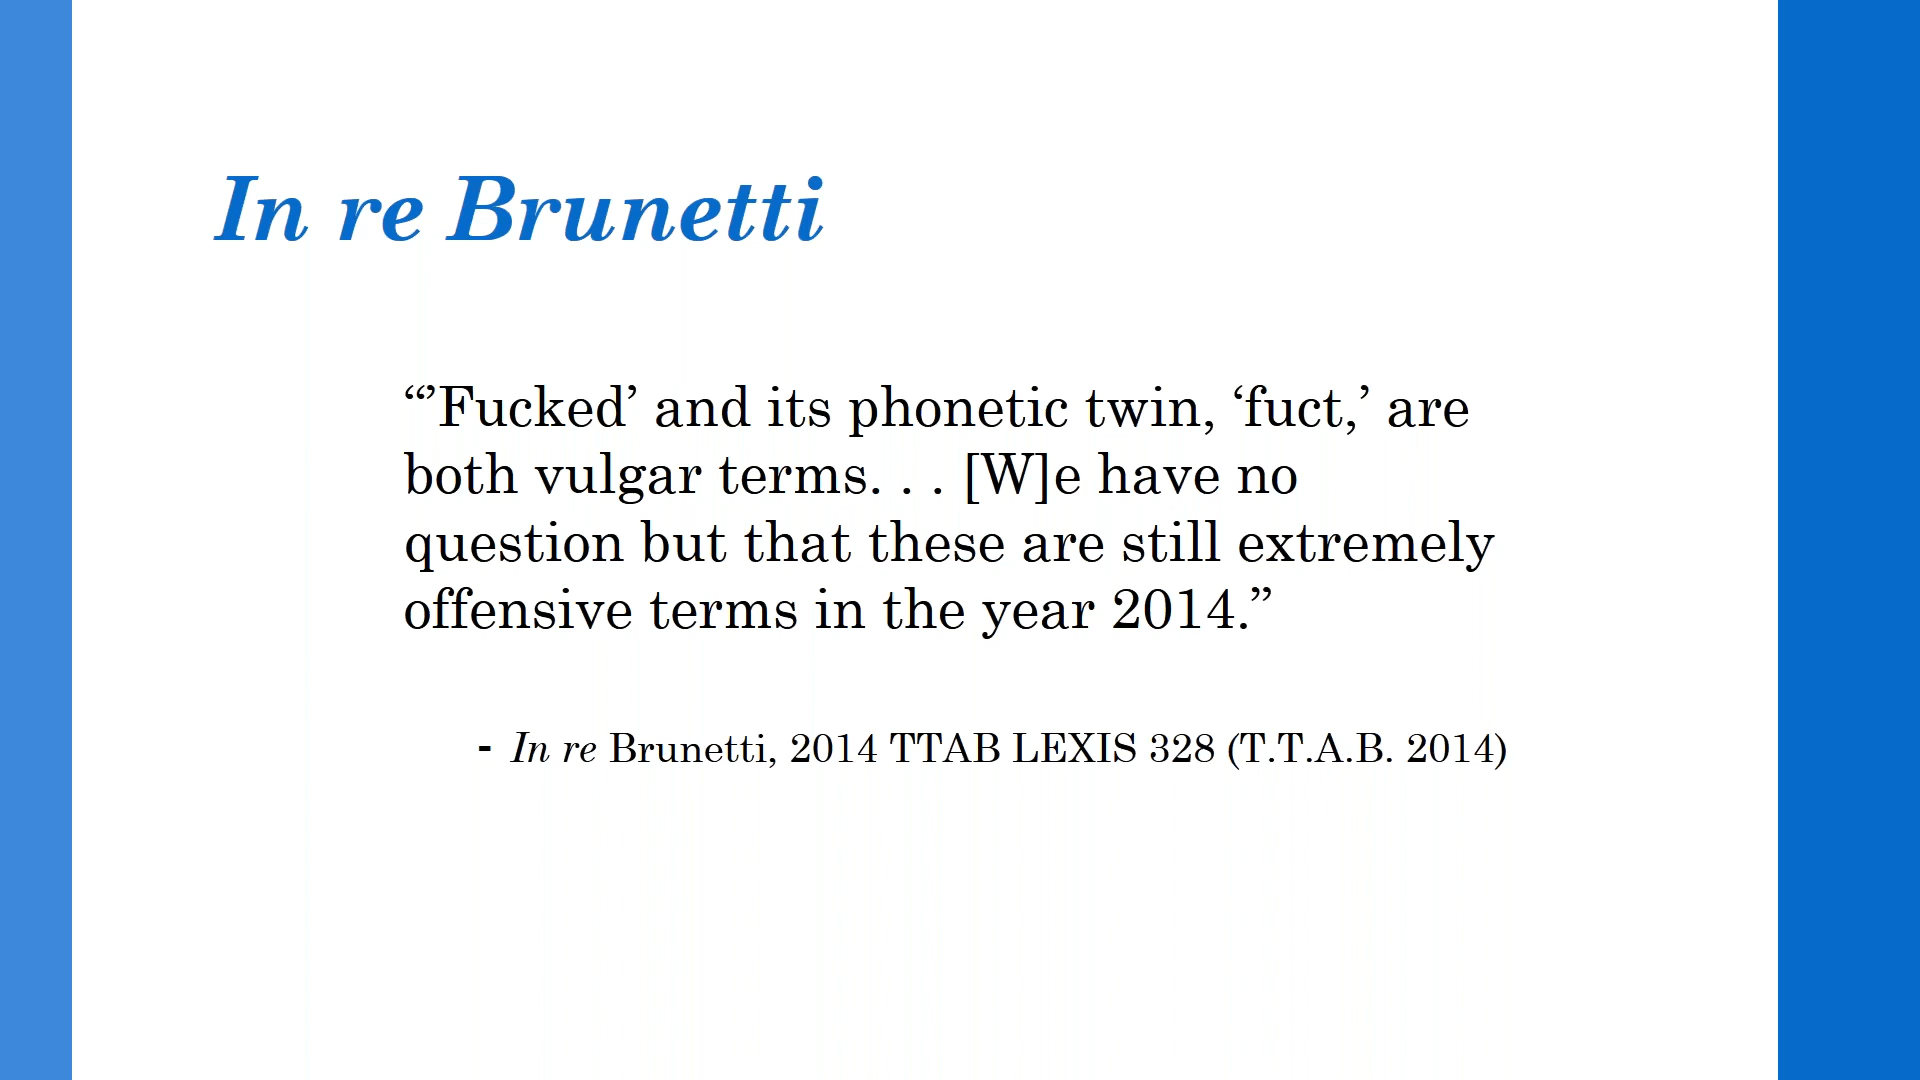 In re Brunetti
“’Fucked’ and its phonetic twin, ‘fuct,’ are
both vulgar terms. . . [W]e have no
question but that these are still extremely
offensive terms in the year 2014.”
- In re Brunetti, 2014 TTAB LEXIS 328 (T.T.A.B. 2014)